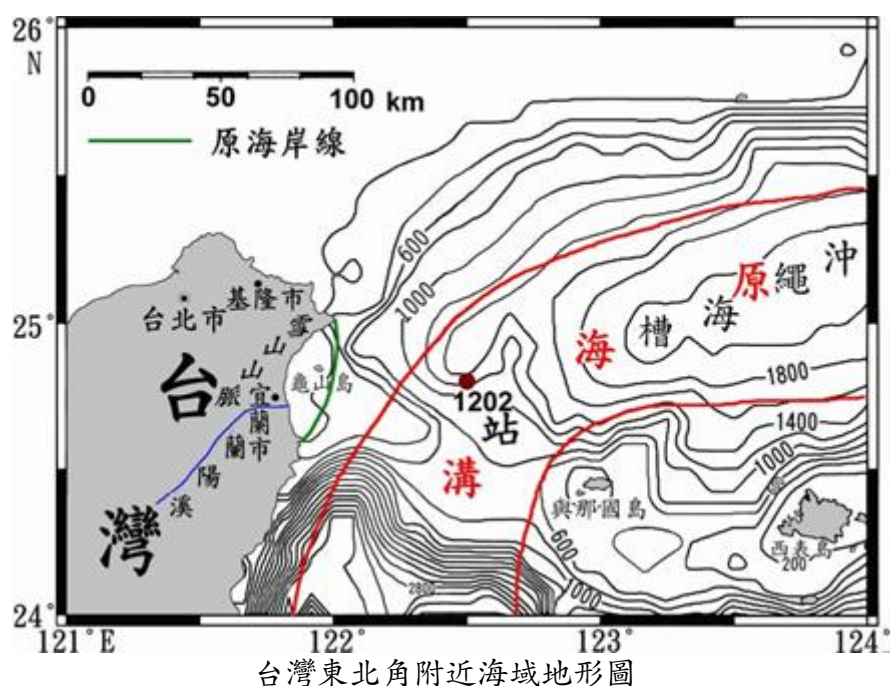 26°
N
0 50 100 km
原海岸線
600
1000
原
繩
沖
海
槽
海
25°
基隆市
台北市
雪
山
山
脈
台
灣
龜山島
宜
蘭
市
蘭
陽
溪
1202
站
溝
1800
1400
1000
與那國島
600
西表島
200
2800
1000
24°
121°E 122° 123° 124°
台灣東北角附近海域地形圖